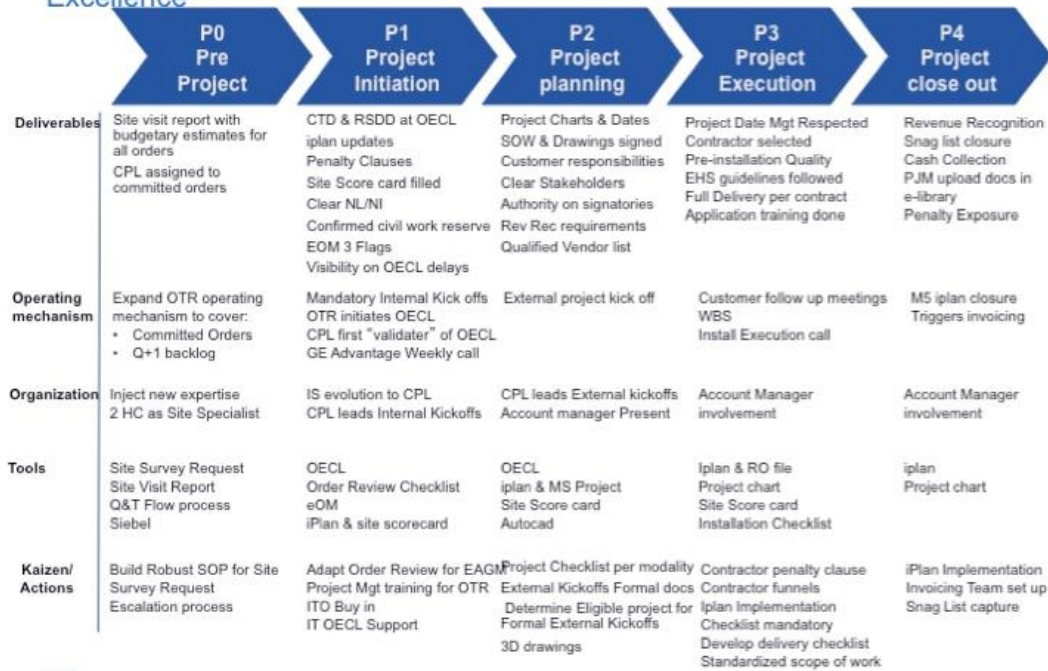 Excellence
P0
Pre
Project
P1
Project
Initiation
P2
Project
planning
P3
Project
Execution
P4
Project
close out
Deliverables
Site visit report with
budgetary estimates for
all orders
CPL assigned to
committed orders
CTD & RSDD at OECL
iplan updates
Penalty Clauses
Site Score card filled
Clear NL/NI
Confirmed civil work reserve
EOM 3 Flags
Visibility on OECL delays
Project Charts & Dates
SOW & Drawings signed
Customer responsibilities
Clear Stakeholders
Authority on signatories
Rev Rec requirements
Qualified Vendor list
Project Date Mgt Respected
Contractor selected
Pre-installation Quality
EHS guidelines followed
Full Delivery per contract
Application training done
Revenue Recognition
Snag list closure
Cash Collection
PJM upload docs in
e-library
Penalty Exposure
Operating
mechanism
Expand OTR operating
mechanism to cover:
• Committed Orders
• Q+1 backlog
Mandatory Internal Kick offs
OTR initiates OECL
CPL first "validater" of OECL
GE Advantage Weekly call
External project kick off
Customer follow up meetings
WBS
Install Execution call
M5 iplan closure
Triggers invoicing
Organization
Inject new expertise
2 HC as Site Specialist
IS evolution to CPL
CPL leads Internal Kickoffs
CPL leads External kickoffs
Account manager Present
Account Manager
involvement
Account Manager
involvement
Tools
Site Survey Request
Site Visit Report
Q&T Flow process
Siebel
OECL
Order Review Checklist
eOM
iPlan & site scorecard
OECL
iplan & MS Project
Site Score card
Autocad
Iplan & RO file
Project chart
Site Score card
Installation Checklist
iplan
Project chart
Kaizen/
Actions
Build Robust SOP for Site
Survey Request
Escalation process
Adapt Order Review for EAGM
Project Mgt training for OTR
ITO Buy in
IT OECL Support
Project Checklist per modality
External Kickoffs Formal docs
Determine Eligible project for
Formal External Kickoffs
3D drawings
Contractor penalty clause
Contractor funnels
Iplan Implementation
Checklist mandatory
Develop delivery checklist
Standardized scope of work
iPlan Implementation
Invoicing Team set up
Snag List capture